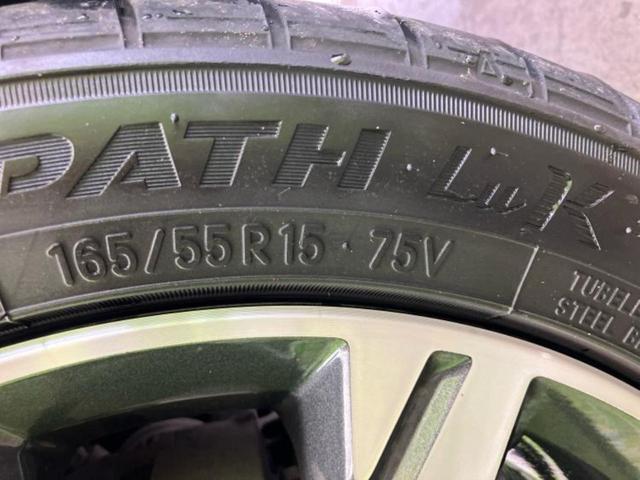 PATH LuK
165/55R15 · 75V
TUBELE
STEEL B